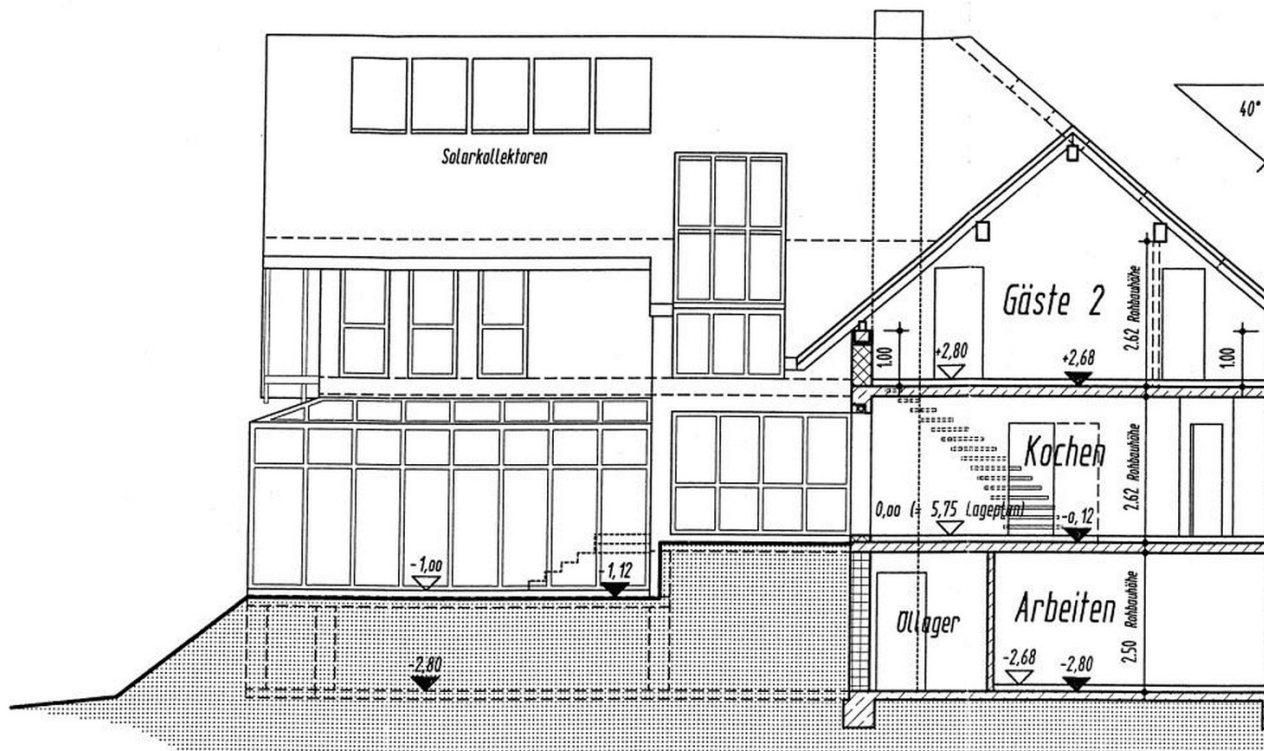 40°
Solarkollektoren
Gäste 2
2.62 Rohbauhöhe
1.00
1.00
+2,80
+2,68
Kochen
2.62 Rohbauhöhe
0,00 (= 5,75 Lageplan)
-0,12
-1,00
-1,12
Öllager
Arbeiten
2.50 Rohbauhöhe
-2,68
-2,80
-2,80